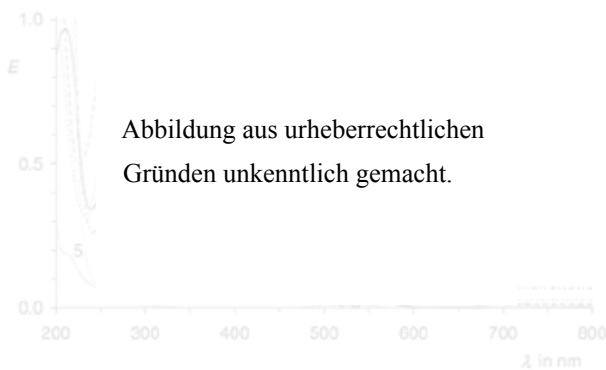 1.0
E
Abbildung aus urheberrechtlichen
Gründen unkenntlich gemacht.
0.5
5
0.0
200 300 400 500 600 700 800
λ in nm